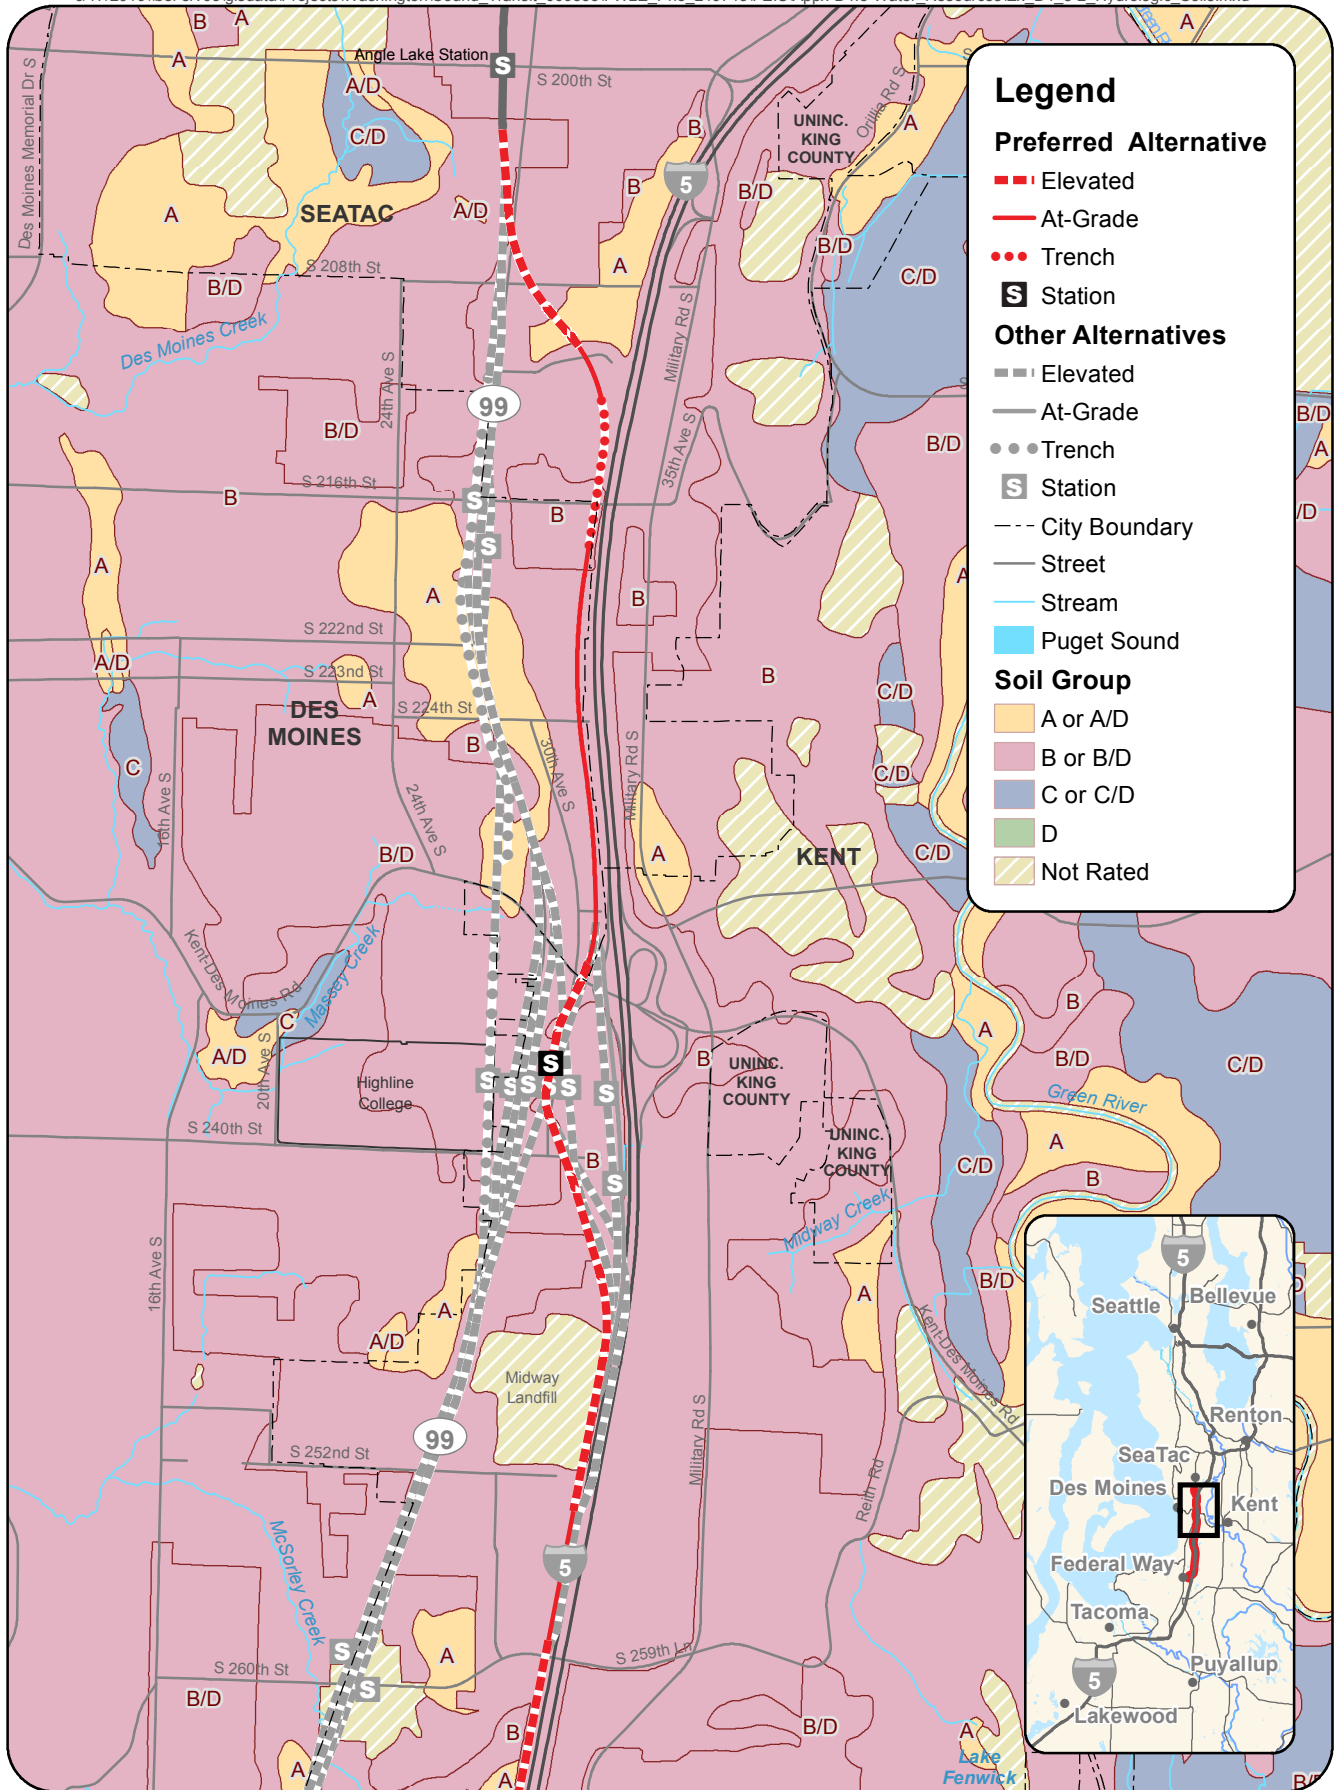 B
A
A
Angle Lake Station
S
S 200th St
A/D
C/D
Des Moines Memorial Dr S
A
SEATAC
A/D
B
B
5
B/D
UNINC.
KING
COUNTY
Orillia Rd S
A
A
B/D
C/D
S 208th St
B/D
A
Des Moines Creek
24th Ave S
99
Military Rd S
35th Ave S
B/D
B/D
B/D
A
/D
S 216th St
B
S
B
S
A
A
B
A
S 222nd St
A/D
S 223rd St
A
B
C/D
DES
MOINES
S 224th St
B
30th Ave S
Military Rd S
C
16th Ave S
24th Ave S
C/D
B/D
A
KENT
C/D
Kent-Des Moines Rd
Massey Creek
C
A/D
20th Ave S
Highline
College
S
S
S
S
S
S
B
UNINC.
KING
COUNTY
A
B
B/D
C/D
Green River
S 240th St
B
S
UNINC.
KING
COUNTY
C/D
A
B
Midway Creek
16th Ave S
A
A/D
Midway
Landfill
A
B/D
D
Kent-Des Moines Rd
99
S 252nd St
Military Rd S
Reith Rd
McSorley Creek
5
S
S
A
S 260th St
S 259th Ln
B/D
B
B/D
A
A
A
Lake
Fenwick
B/
Legend
Preferred Alternative
Elevated
At-Grade
Trench
S Station
Other Alternatives
Elevated
At-Grade
Trench
S Station
City Boundary
Street
Stream
Puget Sound
Soil Group
A or A/D
B or B/D
C or C/D
D
Not Rated
5
Seattle
Bellevue
Renton
SeaTac
Des Moines
Kent
Federal Way
Tacoma
Puyallup
5
Lakewood